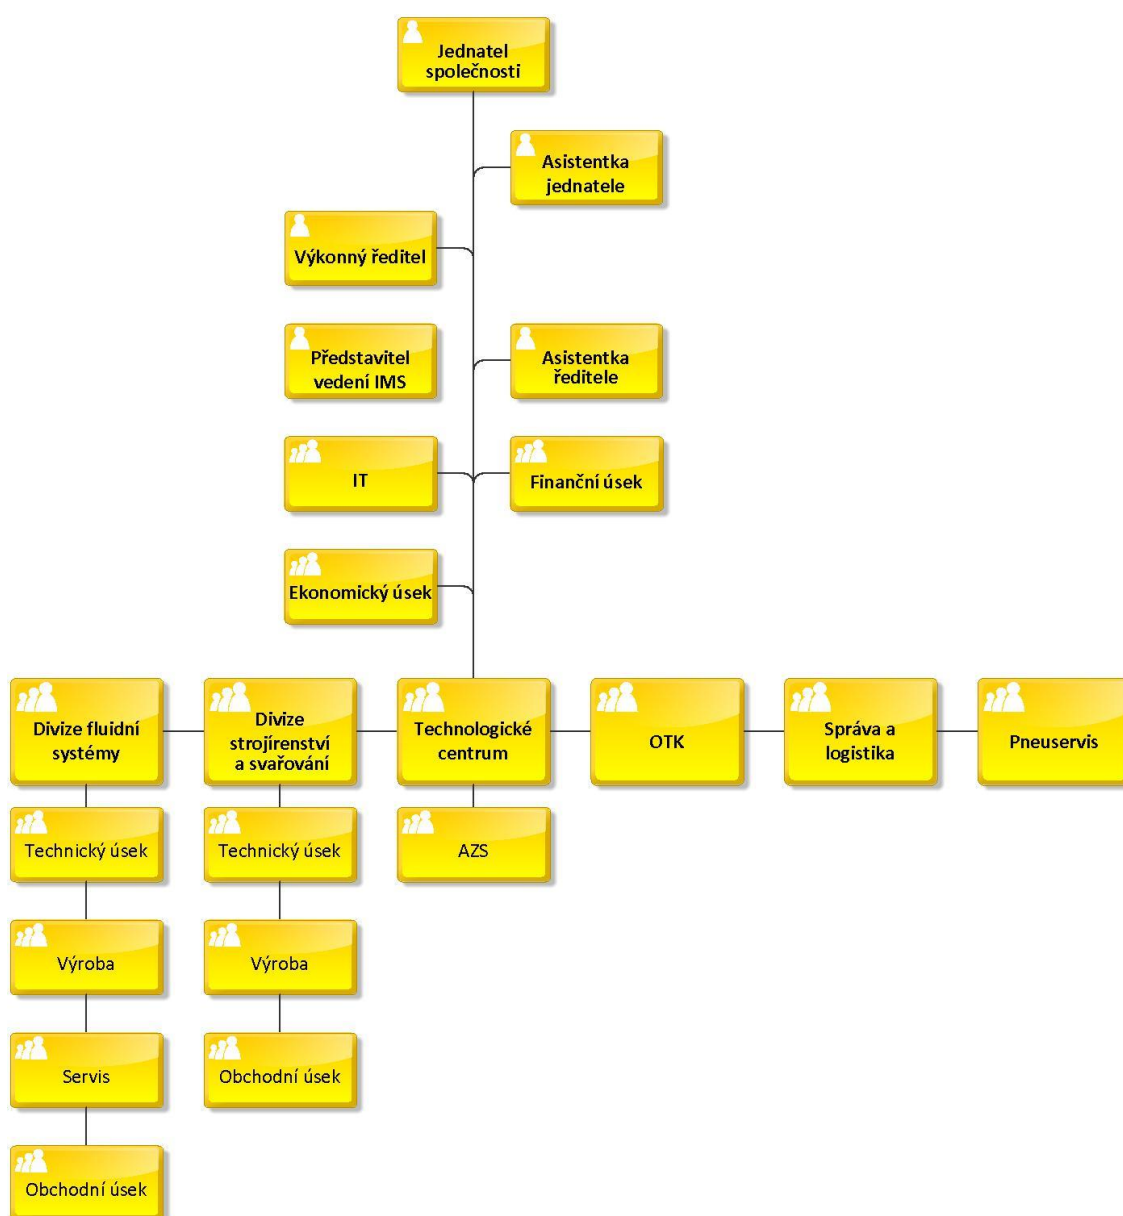 Jednatel
společnosti
Asistentka
jednatele
Výkonný ředitel
Představitel
vedení IMS
Asistentka
ředitele
IT
Finanční úsek
Ekonomický úsek
Divize fluidní
systémy
Divize
strojírenství
a svařování
Technologické
centrum
OTK
Správa a
logistika
Pneuservis
Technický úsek
Technický úsek
AZS
Výroba
Výroba
Servis
Obchodní úsek
Obchodní úsek